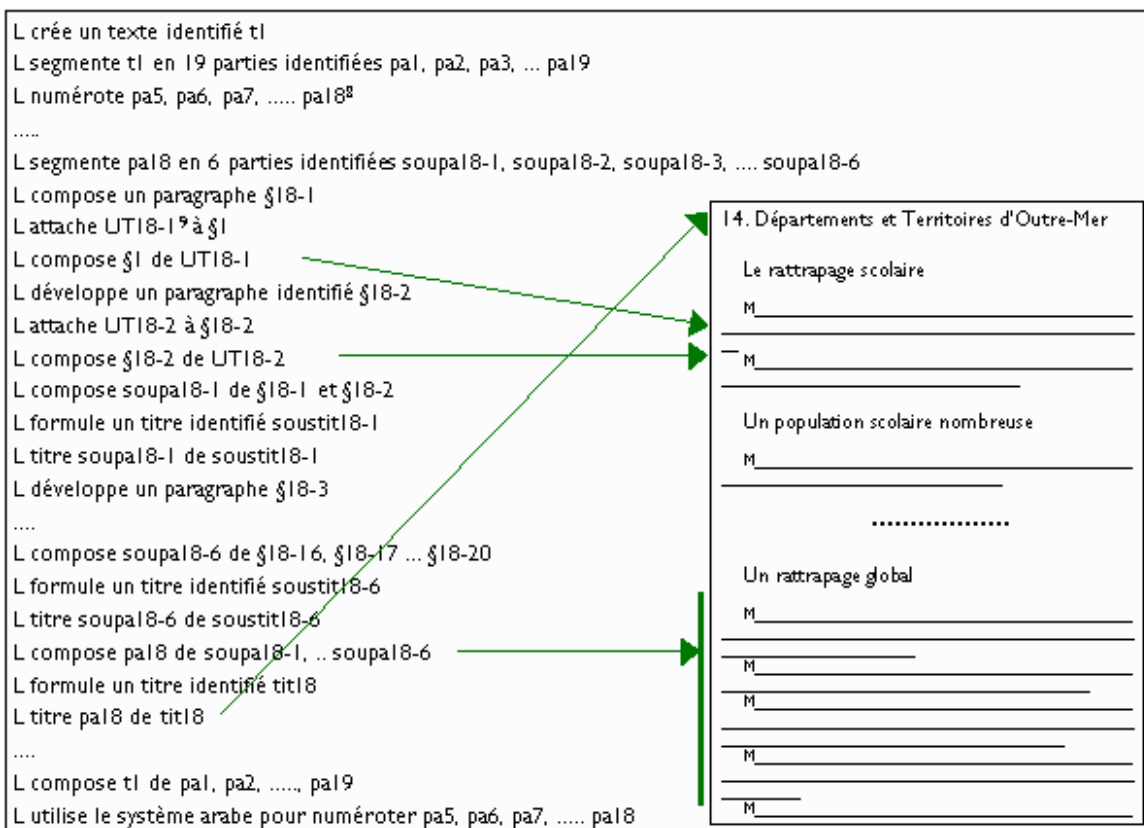 L crée un texte identifié t1
L segmente t1 en 19 parties identifiées pa1, pa2, pa3, ... pa19
L numérote pa5, pa6, pa7, ..... pa18⁸
.....
L segmente pa18 en 6 parties identifiées soupa18-1, soupa18-2, soupa18-3, .... soupa18-6
L compose un paragraphe §18-1
L attache UT18-1⁹ à §1
L compose §1 de UT18-1
L développe un paragraphe identifié §18-2
L attache UT18-2 à §18-2
L compose §18-2 de UT18-2
L compose soupa18-1 de §18-1 et §18-2
L formule un titre identifié soustit18-1
L titre soupa18-1 de soustit18-1
L développe un paragraphe §18-3
....
L compose soupa18-6 de §18-16, §18-17 ... §18-20
L formule un titre identifié soustit18-6
L titre soupa18-6 de soustit18-6
L compose pa18 de soupa18-1, .. soupa18-6
L formule un titre identifié tit18
L titre pa18 de tit18
....
L compose t1 de pa1, pa2, ....., pa19
L utilise le système arabe pour numéroter pa5, pa6, pa7, ..... pa18
14. Départements et Territoires d'Outre-Mer
Le rattrapage scolaire
M
M
Un population scolaire nombreuse
M
..................
Un rattrapage global
M
M
M
M
M